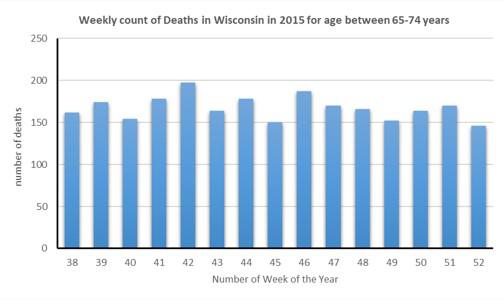 Weekly count of Deaths in Wisconsin in 2015 for age between 65-74 years
250
200
150
100
50
0
number of deaths
38 39 40 41 42 43 44 45 46 47 48 49 50 51 52
Number of Week of the Year